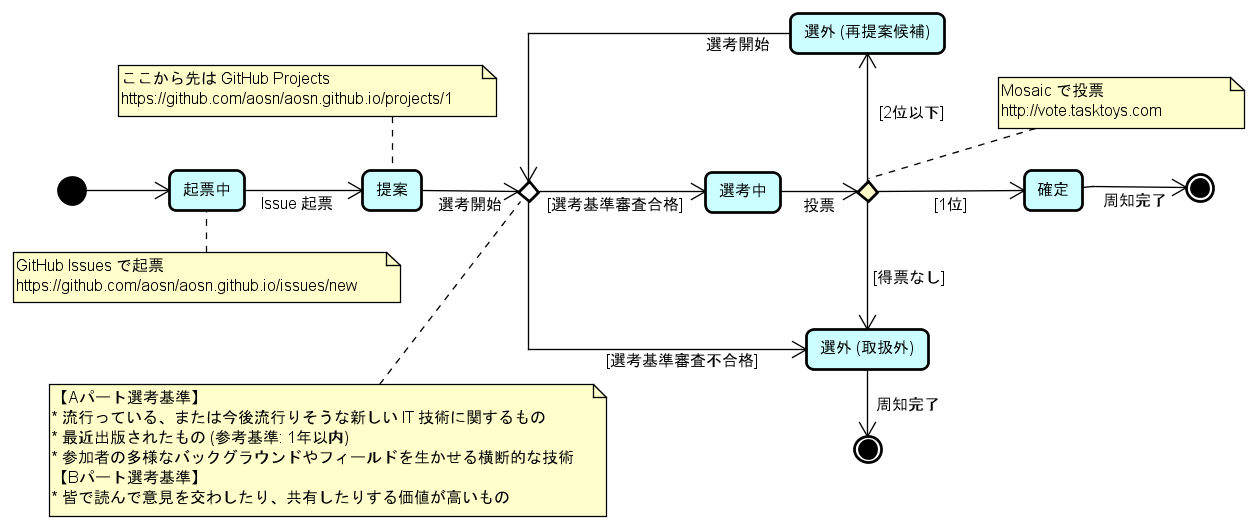 選外 (再提案候補)
選考開始
ここから先は GitHub Projects
https://github.com/aosn/aosn.github.io/projects/1
Mosaic で投票
http://vote.tasktoys.com
[2位以下]
起票中
Issue 起票
提案
選考開始
[選考基準審査合格]
選考中
投票
[1位]
確定
周知完了
GitHub Issues で起票
https://github.com/aosn/aosn.github.io/issues/new
[得票なし]
選外 (取扱外)
[選考基準審査不合格]
周知完了
【Aパート選考基準】
* 流行っている、または今後流行りそうな新しい IT 技術に関するもの
* 最近出版されたもの (参考基準: 1年以内)
* 参加者の多様なバックグラウンドやフィールドを生かせる横断的な技術
【Bパート選考基準】
* 皆で読んで意見を交わしたり、共有したりする価値が高いもの